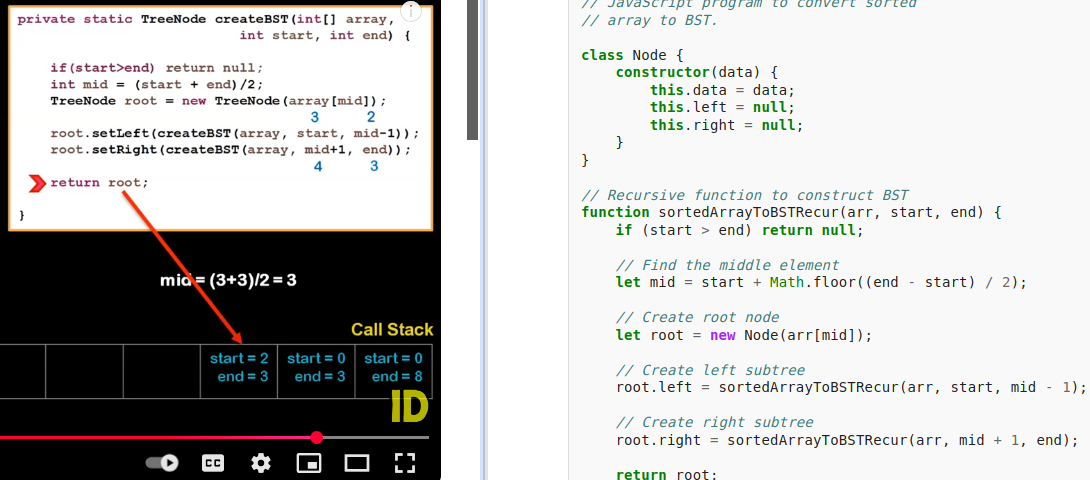 private static TreeNode createBST(int[] array,
int start, int end) {
if(start>end) return null;
int mid = (start + end)/2;
TreeNode root = new TreeNode(array[mid]);
3 2
root.setLeft(createBST(array, start, mid-1));
root.setRight(createBST(array, mid+1, end));
4 3
return root;
}
mid = (3+3)/2 = 3
Call Stack
start = 2 start = 0 start = 0
end = 3 end = 3 end = 8
ID
CC
// JavaScript program to convert sorted
// array to BST.
class Node {
constructor(data) {
this.data = data;
this.left = null;
this.right = null;
}
}
// Recursive function to construct BST
function sortedArrayToBSTRecur(arr, start, end) {
if (start > end) return null;
// Find the middle element
let mid = start + Math.floor((end - start) / 2);
// Create root node
let root = new Node(arr[mid]);
// Create left subtree
root.left = sortedArrayToBSTRecur(arr, start, mid - 1);
// Create right subtree
root.right = sortedArrayToBSTRecur(arr, mid + 1, end);
return root;